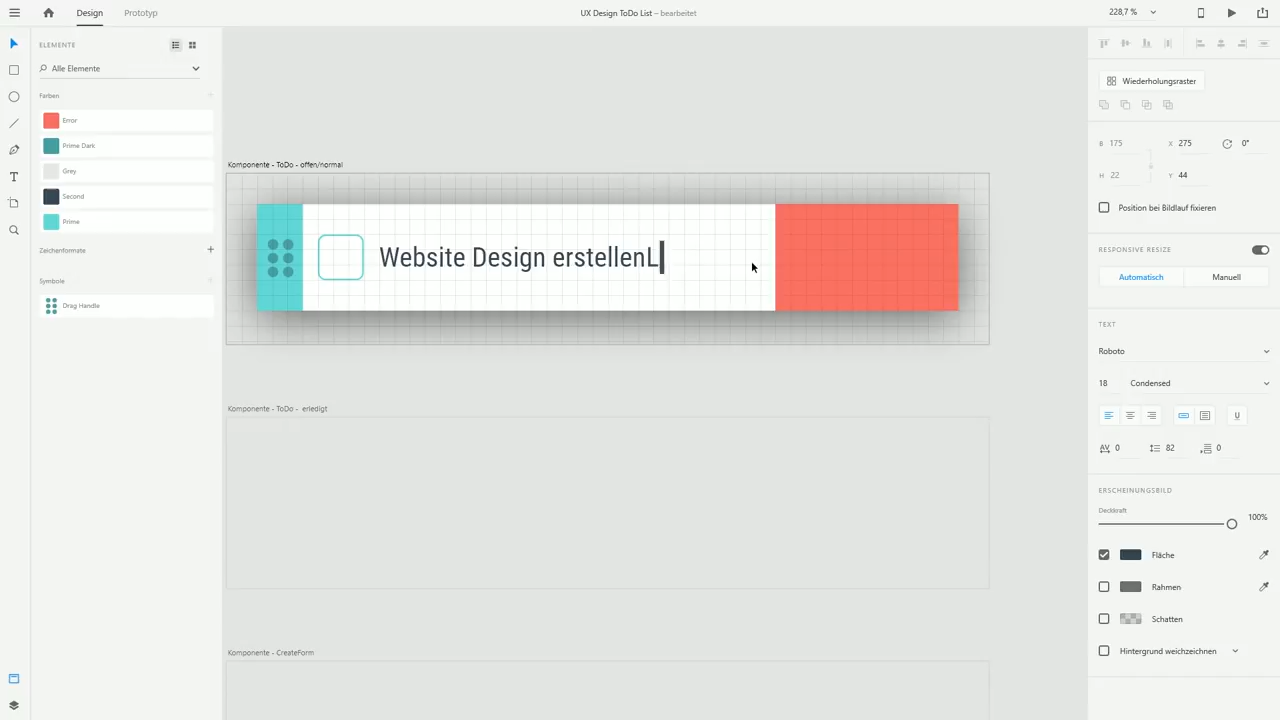 Design
Prototyp
UX Design ToDo List – bearbeitet
228,7 %
ELEMENTE
Alle Elemente
Farben
Error
Prime Dark
Grey
Second
Prime
Zeichenformate
Symbole
Drag Handle
Komponente - ToDo - offen/normal
Website Design erstellenL
Komponente - ToDo - erledigt
Komponente - CreateForm
Wiederholungsraster
B 175 X 275 0°
H 22 Y 44
Position bei Bildlauf fixieren
RESPONSIVE RESIZE
Automatisch Manuell
TEXT
Roboto
18 Condensed
AV 0 82 0
ERSCHEINUNGSBILD
Deckkraft
100%
Fläche
Rahmen
Schatten
Hintergrund weichzeichnen